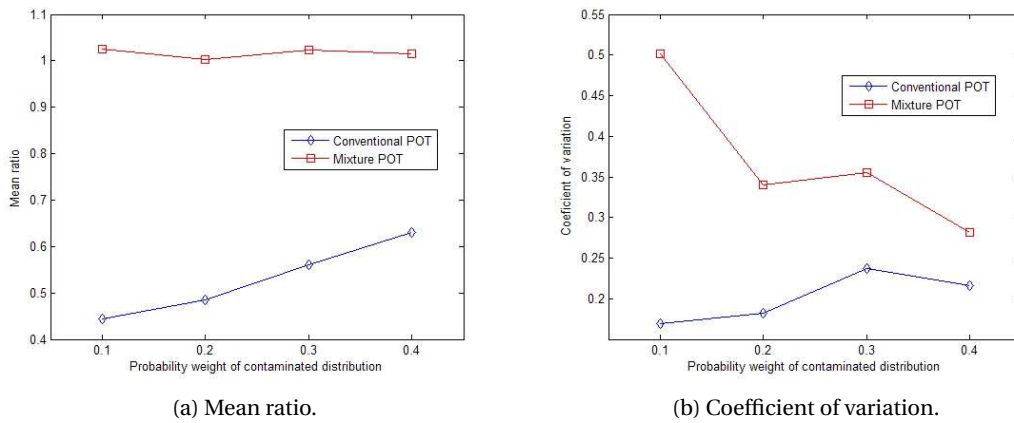 1.1
1
0.9
0.8
0.7
0.6
0.5
0.4
Mean ratio
Conventional POT
Mixture POT
0.1
0.2
0.3
0.4
Probability weight of contaminated distribution
(a) Mean ratio.
0.55
0.5
0.45
0.4
0.35
0.3
0.25
0.2
Coeficient of variation
Conventional POT
Mixture POT
0.1
0.2
0.3
0.4
Probability weight of contaminated distribution
(b) Coefficient of variation.